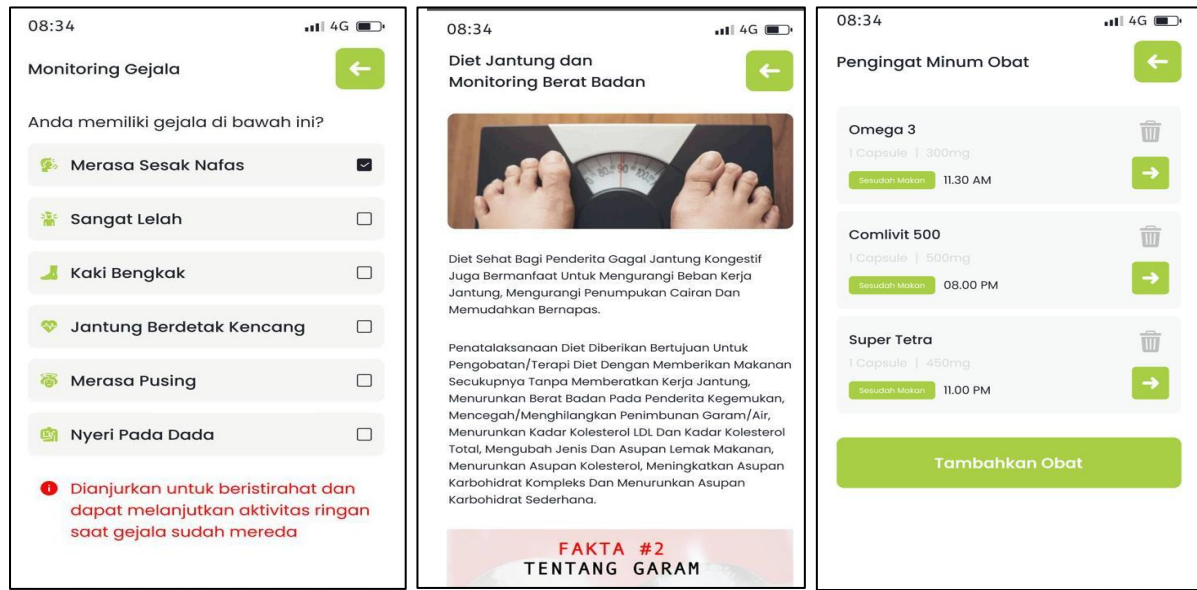 08:34
4G
Monitoring Gejala
Anda memiliki gejala di bawah ini?
Merasa Sesak Nafas
Sangat Lelah
Kaki Bengkak
Jantung Berdetak Kencang
Merasa Pusing
Nyeri Pada Dada
Dianjurkan untuk beristirahat dan
dapat melanjutkan aktivitas ringan
saat gejala sudah mereda
08:34
4G
Diet Jantung dan
Monitoring Berat Badan
80 90 100
Diet Sehat Bagi Penderita Gagal Jantung Kongestif
Juga Bermanfaat Untuk Mengurangi Beban Kerja
Jantung, Mengurangi Penumpukan Cairan Dan
Memudahkan Bernapas.
Penatalaksanaan Diet Diberikan Bertujuan Untuk
Pengobatan/Terapi Diet Dengan Memberikan Makanan
Secukupnya Tanpa Memberatkan Kerja Jantung,
Menurunkan Berat Badan Pada Penderita Kegemukan,
Mencegah/Menghilangkan Penimbunan Garam/Air,
Menurunkan Kadar Kolesterol LDL Dan Kadar Kolesterol
Total, Mengubah Jenis Dan Asupan Lemak Makanan,
Menurunkan Asupan Kolesterol, Meningkatkan Asupan
Karbohidrat Kompleks Dan Menurunkan Asupan
Karbohidrat Sederhana.
FAKTA #2
TENTANG GARAM
08:34
4G
Pengingat Minum Obat
Omega 3
1 Capsule | 300mg
Sesudah Makan 11.30 AM
Comlivit 500
1 Capsule | 500mg
Sesudah Makan 08.00 PM
Super Tetra
1 Capsule | 450mg
Sesudah Makan 11.00 PM
Tambahkan Obat